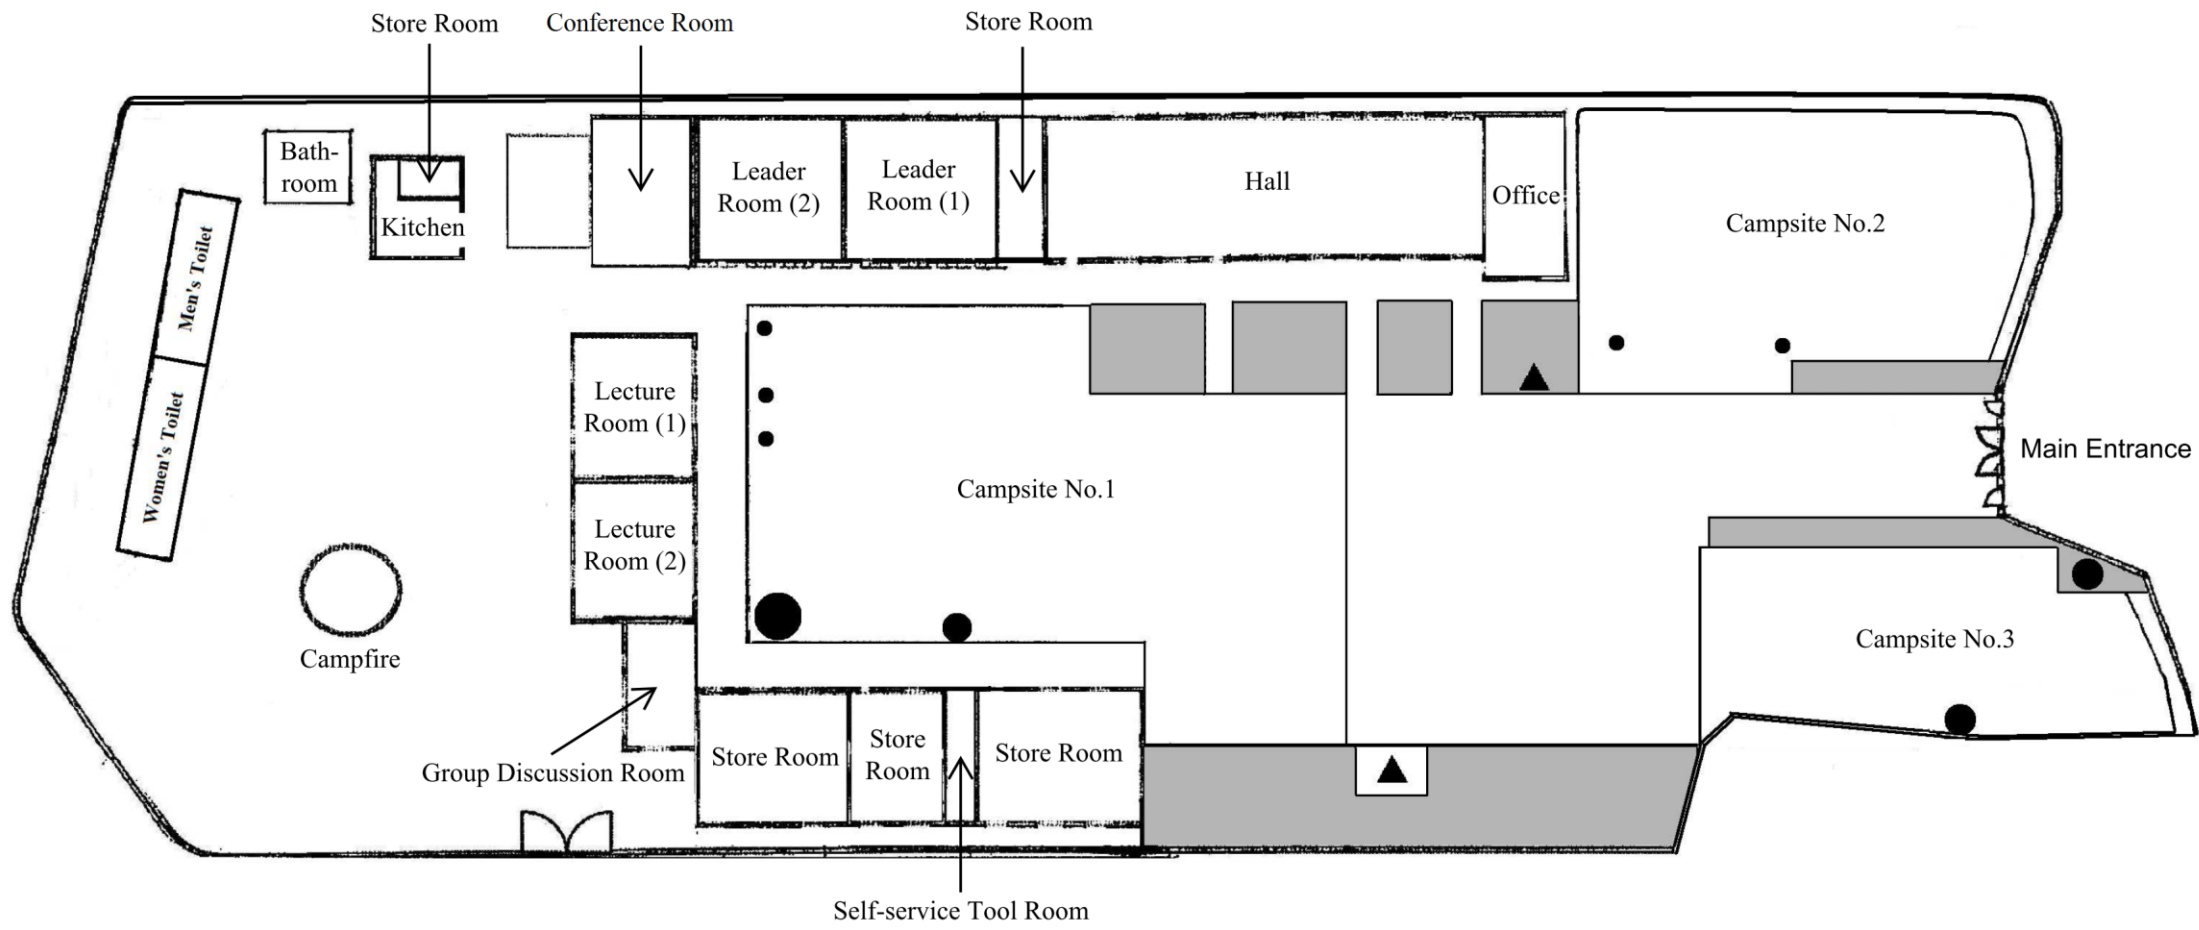 Store Room
Conference Room
Store Room
Bath-
room
Kitchen
Leader
Room (2)
Leader
Room (1)
Hall
Office
Campsite No.2
Men's Toilet
Women's Toilet
Lecture
Room (1)
Lecture
Room (2)
Campsite No.1
Main Entrance
Campfire
Campsite No.3
Group Discussion Room
Store Room
Store
Room
Store Room
Self-service Tool Room